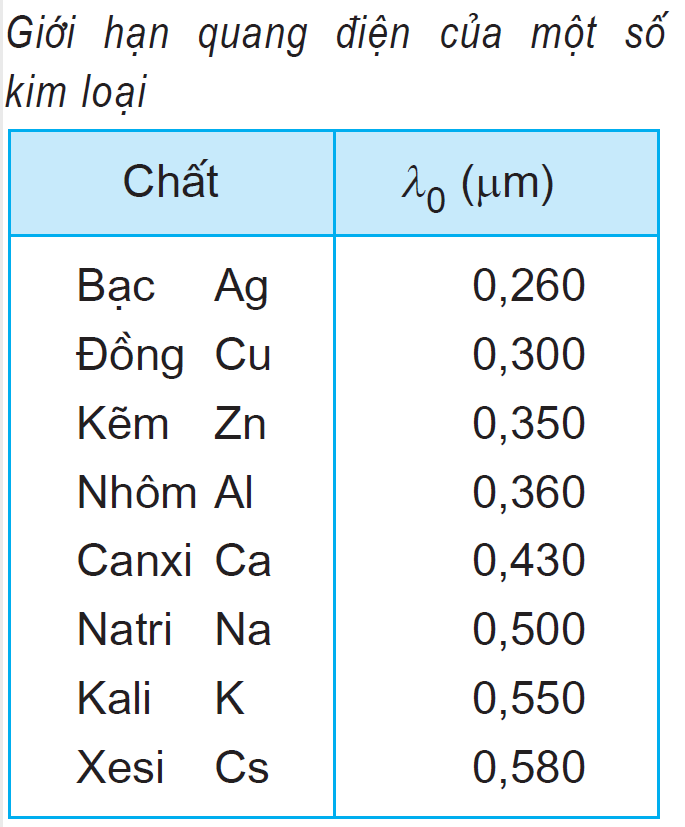 Giới hạn quang điện của một số
kim loại
Chất λ0 (μm)
Bạc Ag 0,260
Đồng Cu 0,300
Kẽm Zn 0,350
Nhôm Al 0,360
Canxi Ca 0,430
Natri Na 0,500
Kali K 0,550
Xesi Cs 0,580